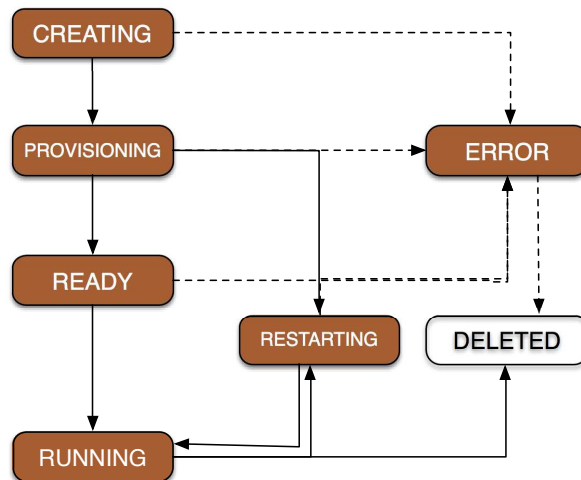 CREATING
PROVISIONING
ERROR
READY
RESTARTING
DELETED
RUNNING